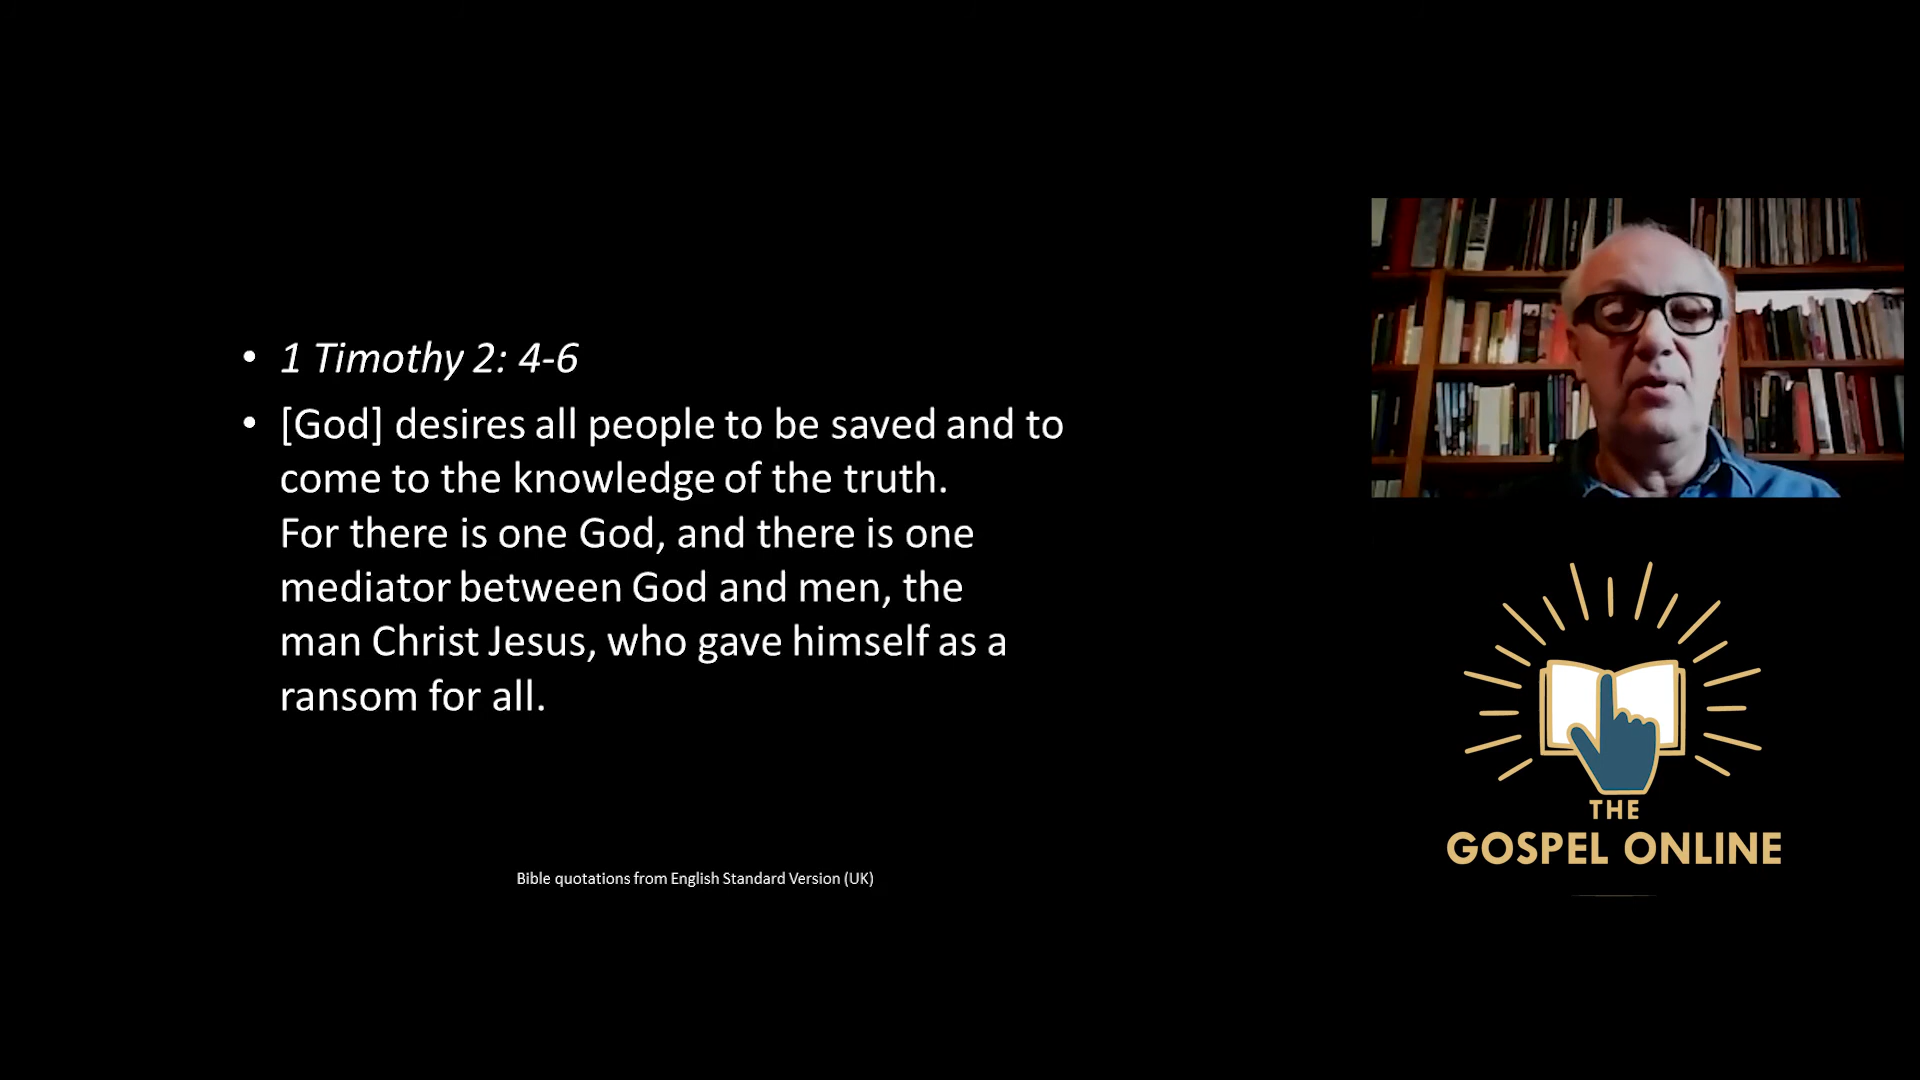 • 1 Timothy 2: 4-6
• [God] desires all people to be saved and to
come to the knowledge of the truth.
For there is one God, and there is one
mediator between God and men, the
man Christ Jesus, who gave himself as a
ransom for all.
Bible quotations from English Standard Version (UK)
THE
GOSPEL ONLINE